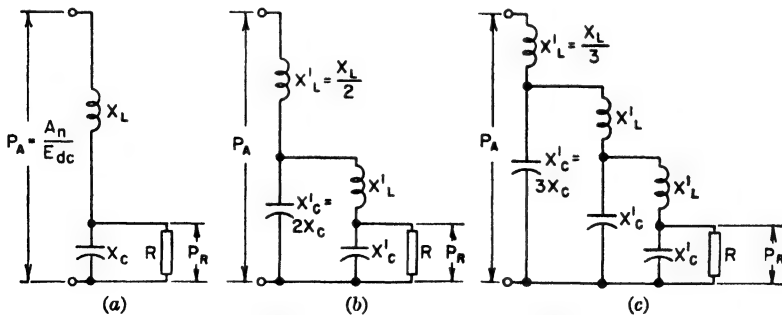 P_A = A_n / E_dc
X_L
X_C
R
P_R
(a)
P_A
X'_L = X_L / 2
X'_L
X'_C = 2X_C
X'_C
R
P_R
(b)
P_A
X'_L = X_L / 3
X'_L
X'_C = 3X_C
X'_L
X'_C
X'_C
R
P_R
(c)